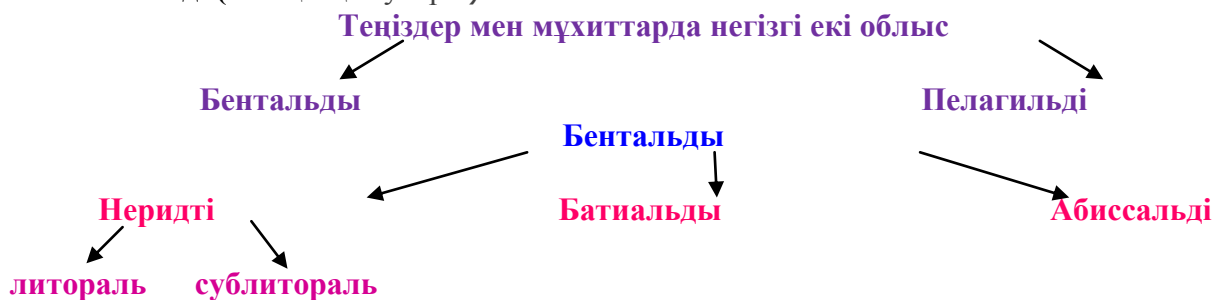 Теңіздер мен мұхиттарда негізгі екі облыс
Бентальды Пелагильді
Бентальды
Неридті Батиальды Абиссальді
литораль сублитораль